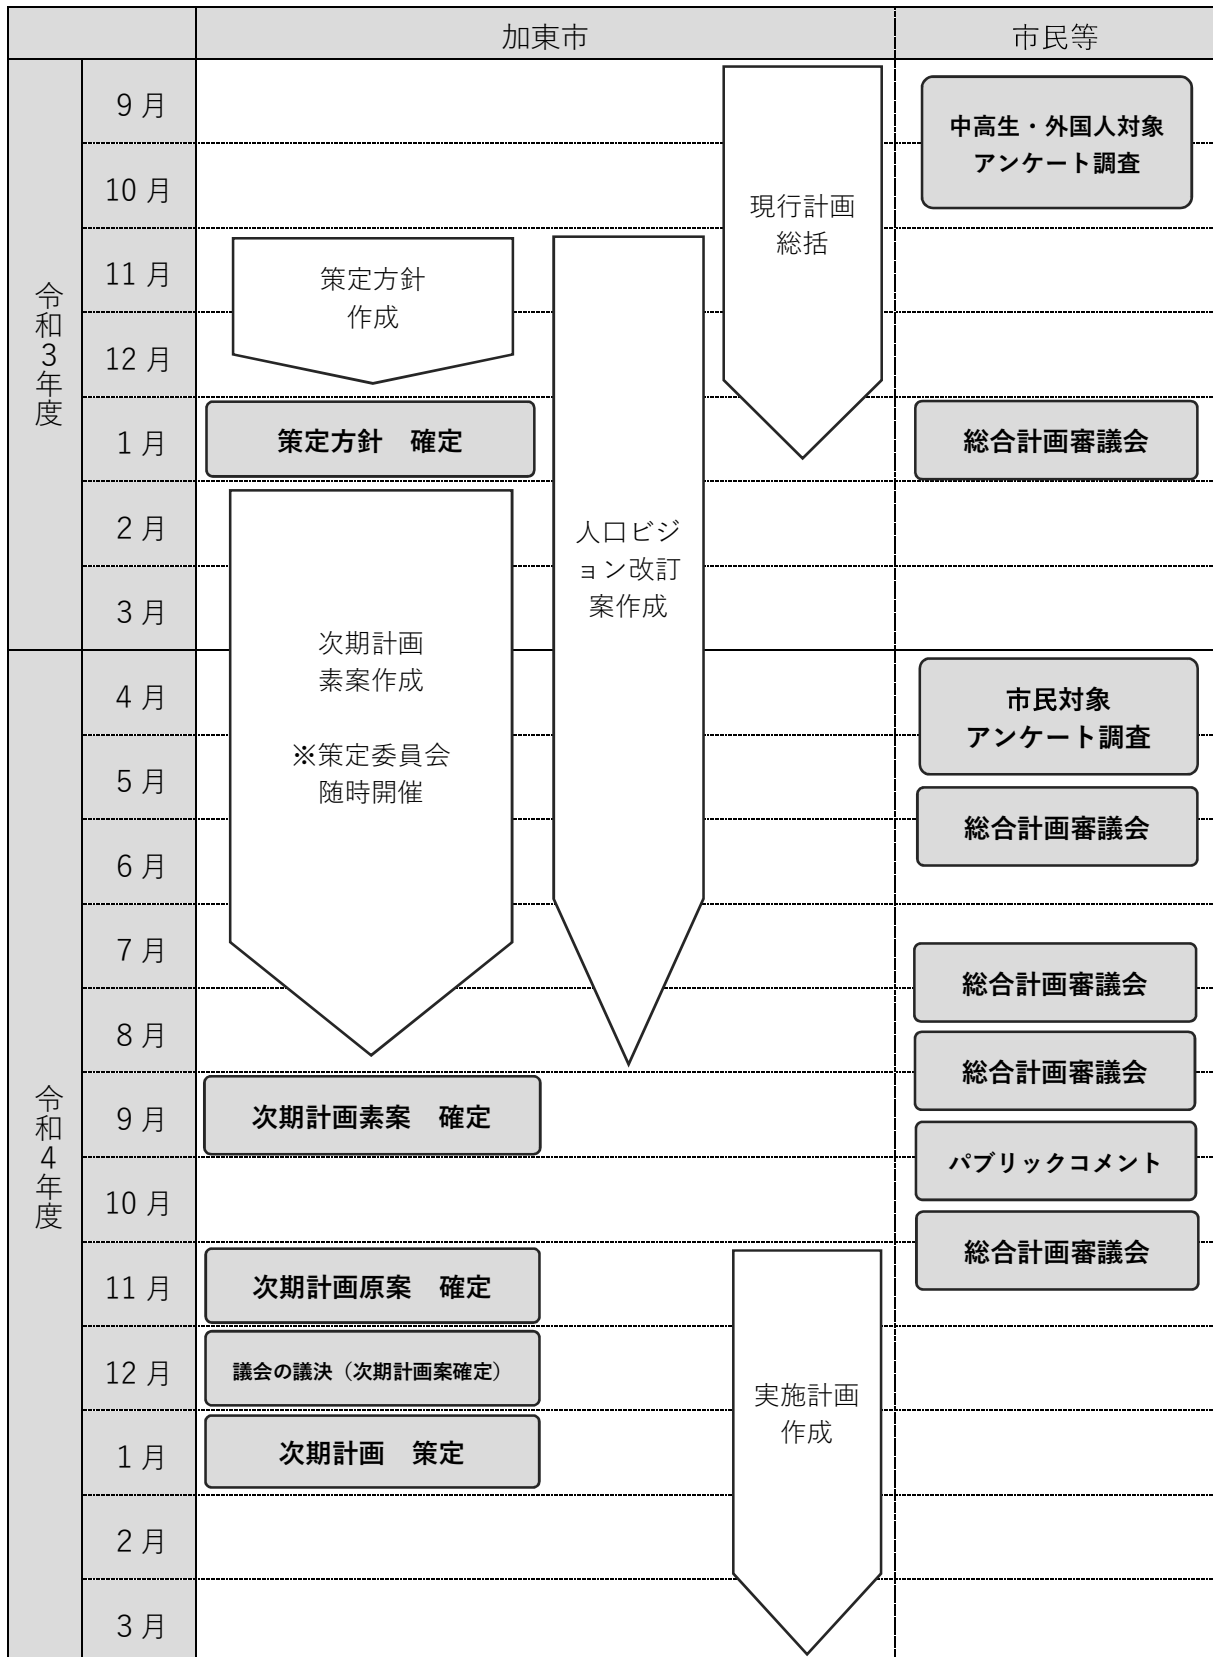 加東市
市民等
令和3年度
9月
中高生・外国人対象
アンケート調査
10月
現行計画
総括
11月
策定方針
作成
12月
1月
策定方針　確定
総合計画審議会
2月
人口ビジ
ョン改訂
案作成
3月
次期計画
素案作成
※策定委員会
随時開催
令和4年度
4月
市民対象
アンケート調査
5月
総合計画審議会
6月
7月
総合計画審議会
8月
総合計画審議会
9月
次期計画素案　確定
パブリックコメント
10月
総合計画審議会
11月
次期計画原案　確定
12月
議会の議決（次期計画案確定）
実施計画
作成
1月
次期計画　策定
2月
3月